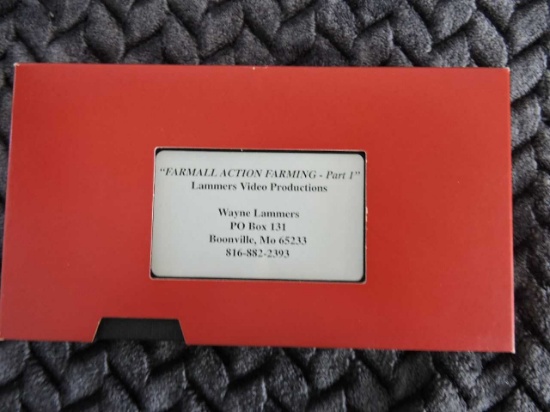 "FARMALL ACTION FARMING - Part 1"
Lammers Video Productions
Wayne Lammers
PO Box 131
Boonville, Mo 65233
816-882-2393